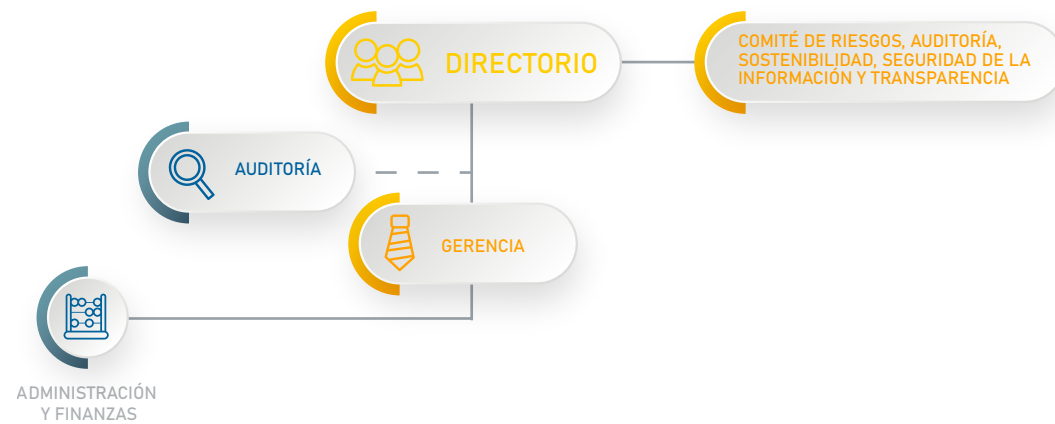 DIRECTORIO
COMITÉ DE RIESGOS, AUDITORÍA,
SOSTENIBILIDAD, SEGURIDAD DE LA
INFORMACIÓN Y TRANSPARENCIA
AUDITORÍA
GERENCIA
ADMINISTRACIÓN
Y FINANZAS